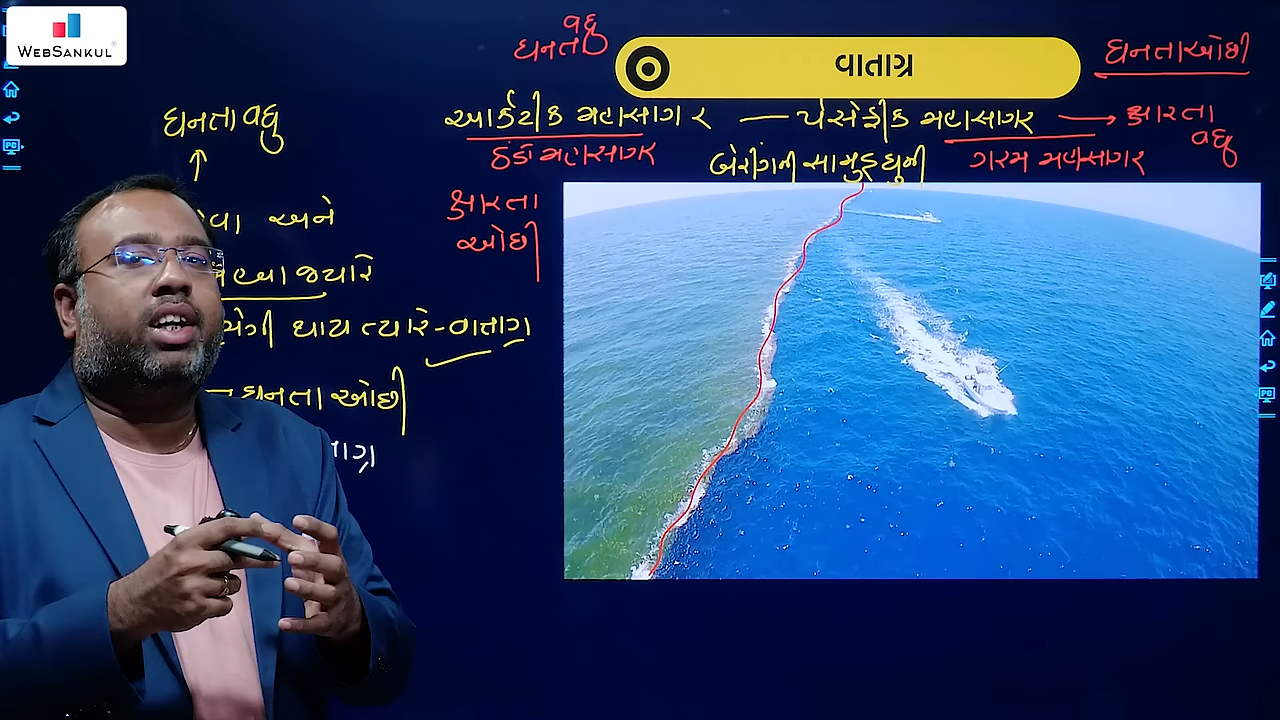 WEBSANKUL
વધુ
ઘનતા
વાતાગ્ર
ઘનતા ઓછી
ઘનતા વધુ
આર્કટીક મહાસાગર — પેસેફીક મહાસાગર → ક્ષારતા
વધુ
ઠંડો મહાસાગર
બેરીંગની સામુદ્રધુની
ગરમ મહાસાગર
ક્ષારતા
ઓછી
અને
જ્યારે
થાય ત્યારે - વાતાગ્ર
ઘનતા ઓછી